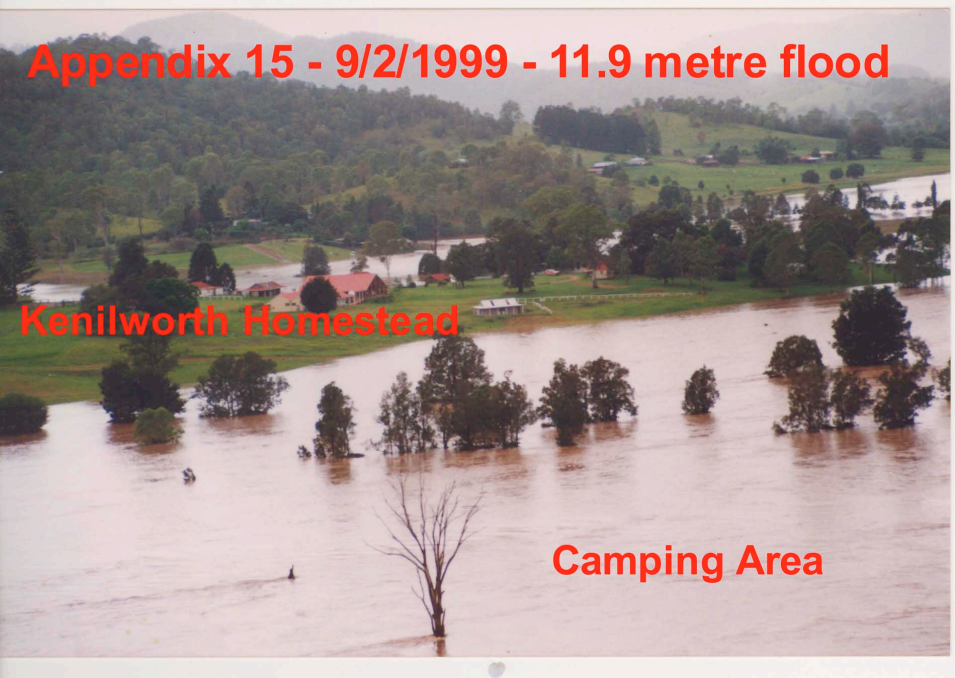 Appendix 15 - 9/2/1999 - 11.9 metre flood
Kenilworth Homestead
Camping Area